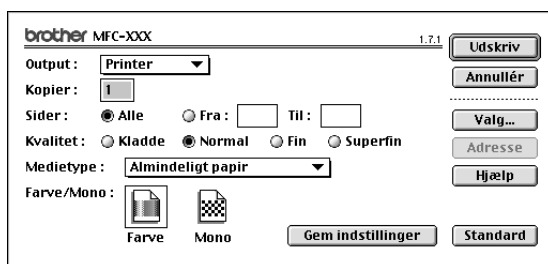 brother MFC-XXX 1.7.1
Output : Printer
Kopier : 1
Sider : Alle Fra : Til :
Kvalitet : Kladde Normal Fin Superfin
Medietype : Almindeligt papir
Farve/Mono :
Farve Mono
Gem indstillinger
Udskriv
Annullér
Valg...
Adresse
Hjælp
Standard